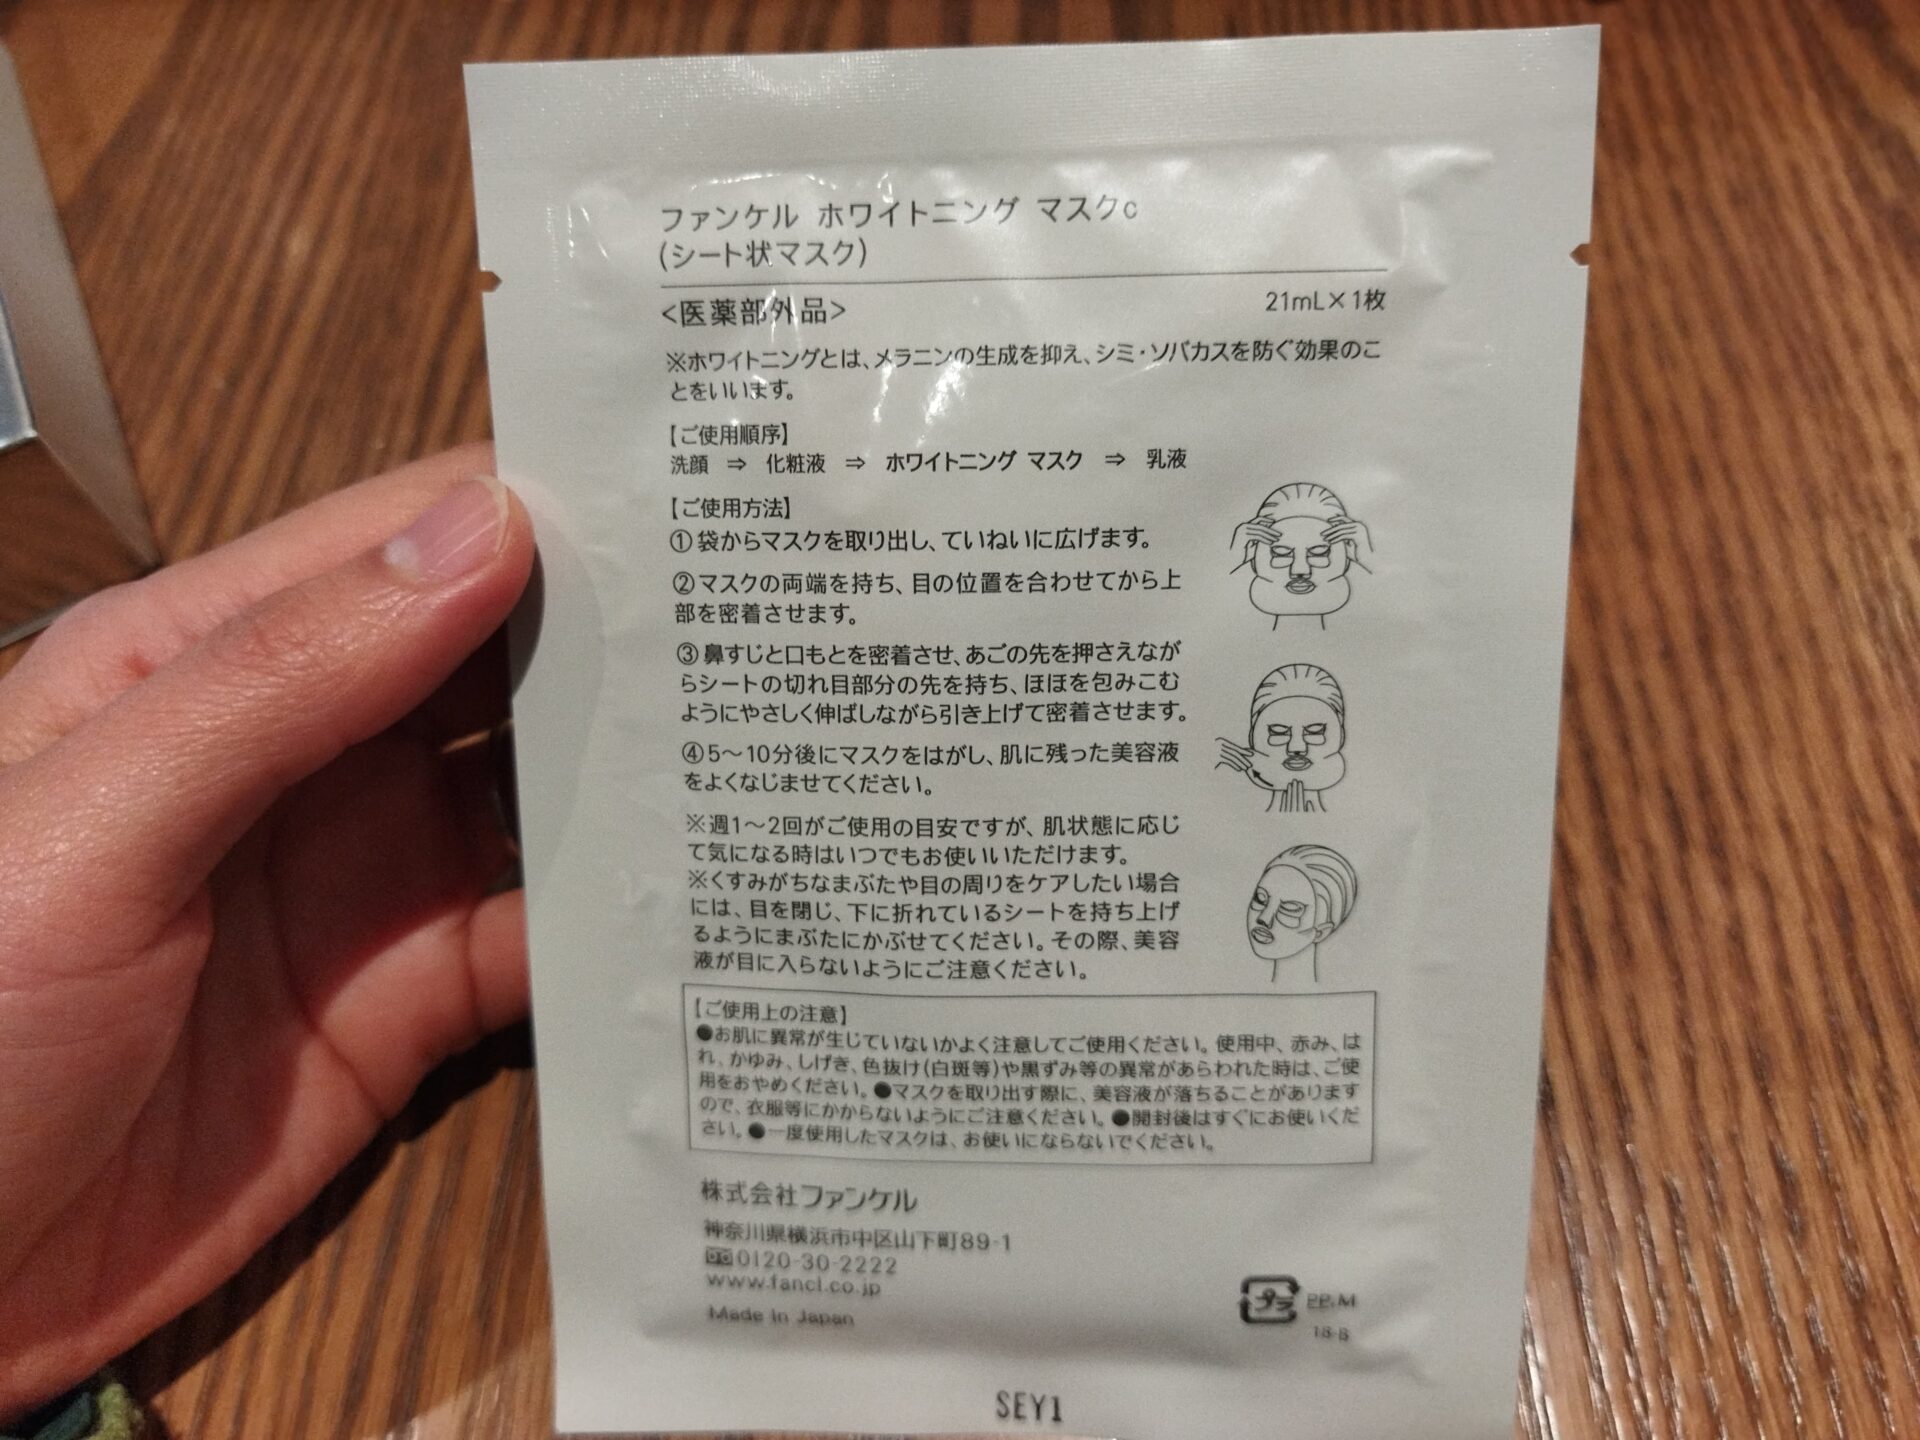 ファンケル ホワイトニング マスクc
(シート状マスク)
<医薬部外品>
21mL×1枚
※ホワイトニングとは、メラニンの生成を抑え、シミ・ソバカスを防ぐ効果のこ
とをいいます。
【ご使用順序】
洗顔 ⇒ 化粧液 ⇒ ホワイトニング マスク ⇒ 乳液
【ご使用方法】
①袋からマスクを取り出し、ていねいに広げます。
②マスクの両端を持ち、目の位置を合わせてから上
部を密着させます。
③鼻すじと口もとを密着させ、あごの先を押さえなが
らシートの切れ目部分の先を持ち、ほほを包みこむ
ようにやさしく伸ばしながら引き上げて密着させます。
④5〜10分後にマスクをはがし、肌に残った美容液
をよくなじませてください。
※週1〜2回がご使用の目安ですが、肌状態に応じ
て気になる時はいつでもお使いいただけます。
※くすみがちなまぶたや目の周りをケアしたい場合
には、目を閉じ、下に折れているシートを持ち上げ
るようにまぶたにかぶせてください。その際、美容
液が目に入らないようにご注意ください。
【ご使用上の注意】
●お肌に異常が生じていないかよく注意してご使用ください。使用中、赤み、は
れ、かゆみ、しげき、色抜け(白斑等)や黒ずみ等の異常があらわれた時は、ご使
用をおやめください。●マスクを取り出す際に、美容液が落ちることがあります
ので、衣服等にかからないようにご注意ください。●開封後はすぐにお使いくだ
さい。●一度使用したマスクは、お使いにならないでください。
株式会社ファンケル
神奈川県横浜市中区山下町89-1
0120-30-2222
www.fancl.co.jp
Made in Japan
プラ PP,M
18-B
SEY1